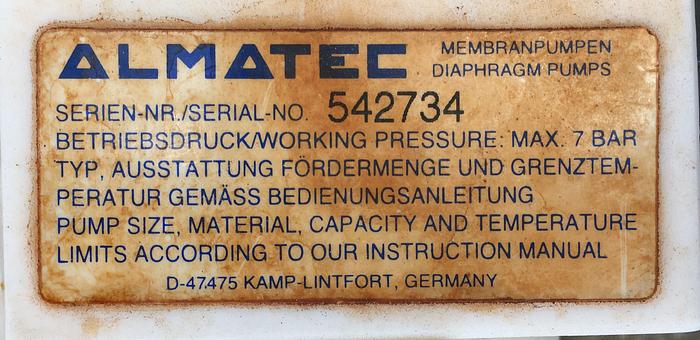 ALMATEC
MEMBRANPUMPEN
DIAPHRAGM PUMPS
SERIEN-NR./SERIAL-NO. 542734
BETRIEBSDRUCK/WORKING PRESSURE: MAX. 7 BAR
TYP, AUSSTATTUNG FÖRDERMENGE UND GRENZTEM-
PERATUR GEMÄSS BEDIENUNGSANLEITUNG
PUMP SIZE, MATERIAL, CAPACITY AND TEMPERATURE
LIMITS ACCORDING TO OUR INSTRUCTION MANUAL
D-47475 KAMP-LINTFORT, GERMANY